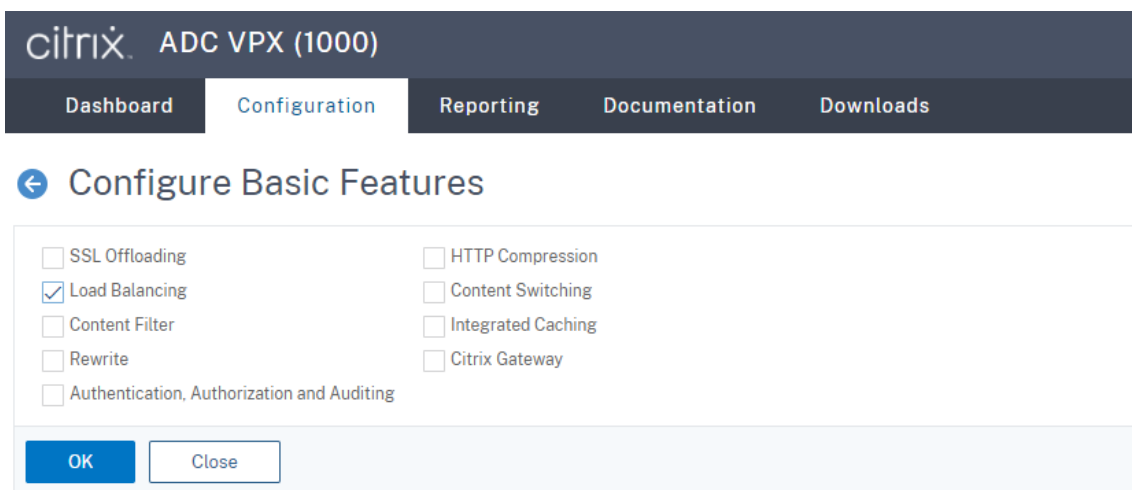 citrix. ADC VPX (1000)
Dashboard Configuration Reporting Documentation Downloads
Configure Basic Features
SSL Offloading HTTP Compression
Load Balancing Content Switching
Content Filter Integrated Caching
Rewrite Citrix Gateway
Authentication, Authorization and Auditing
OK Close